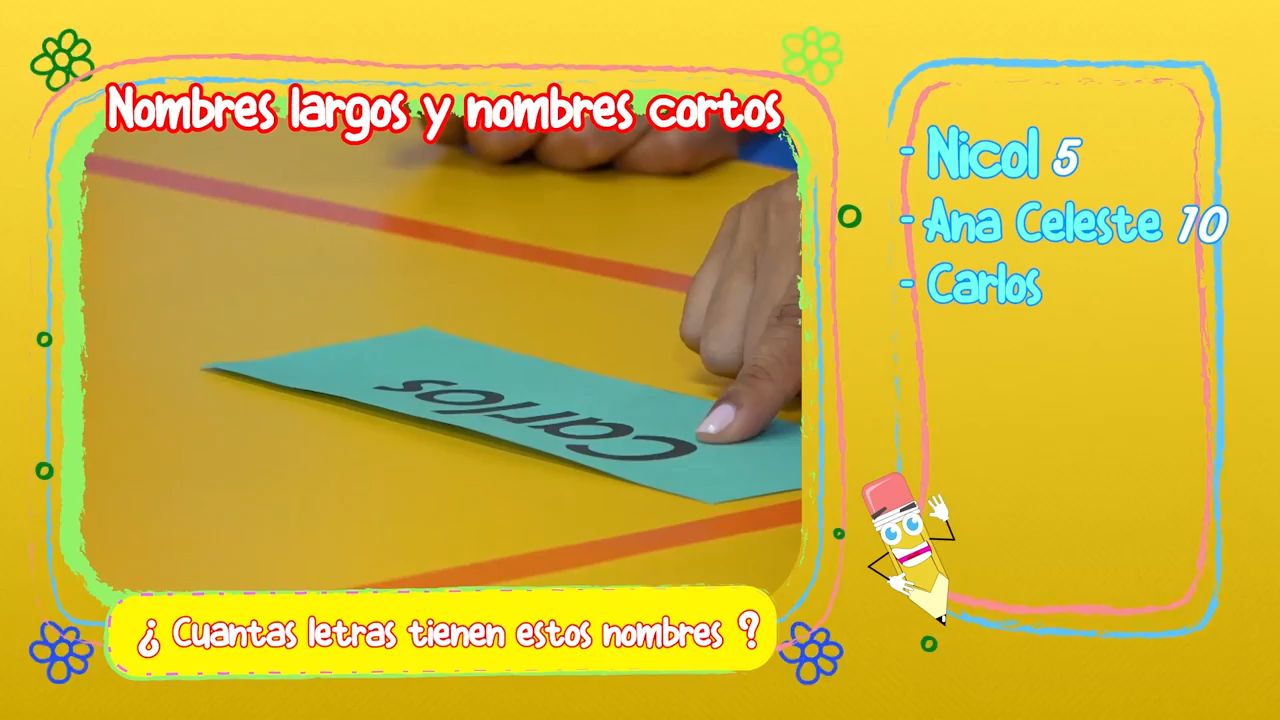 Nombres largos y nombres cortos
- Nicol 5
- Ana Celeste 10
- Carlos
Carlos
¿ Cuantas letras tienen estos nombres ?